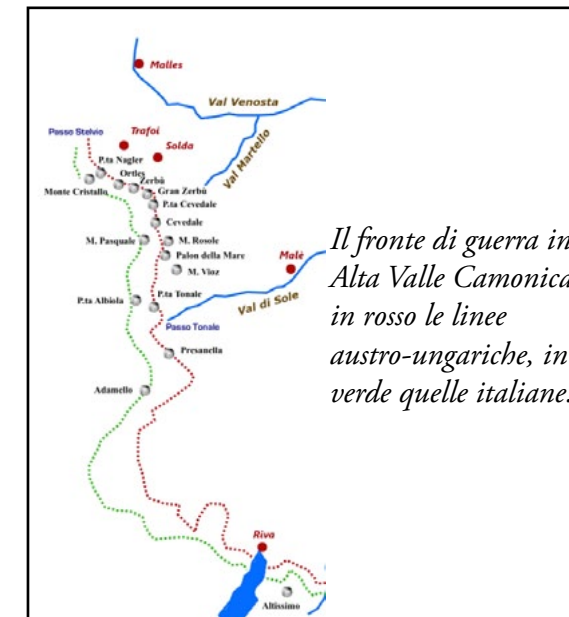 Malles
Val Venosta
Passo Stelvio
Trafoi
Solda
Val Martello
P.ta Nagler
Ortles
Zerbù
Monte Cristallo
Gran Zerbù
P.ta Cevedale
Cevedale
M. Pasquale
M. Rosole
Palon della Mare
M. Vioz
Malè
Val di Sole
P.ta Albiola
P.ta Tonale
Passo Tonale
Presanella
Adamello
Riva
Altissimo
Il fronte di guerra in
Alta Valle Camonica
in rosso le linee
austro-ungariche, in
verde quelle italiane.